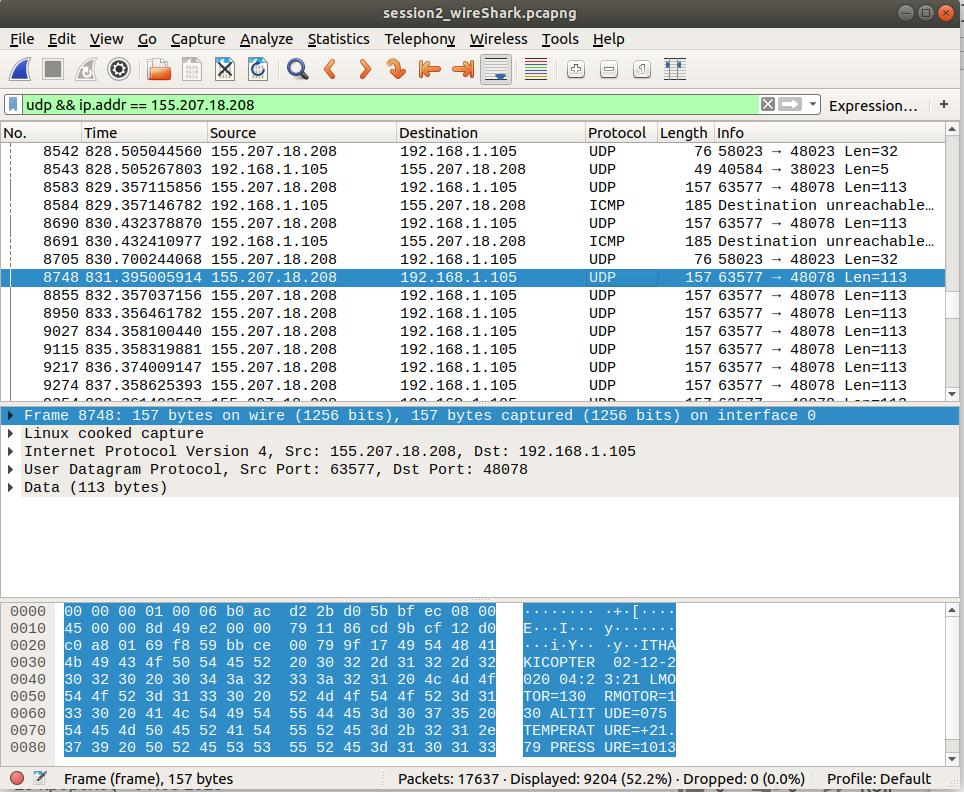 session2_wireShark.pcapng
File Edit View Go Capture Analyze Statistics Telephony Wireless Tools Help
udp && ip.addr == 155.207.18.208 Expression… +
No. Time Source Destination Protocol Length Info
8542 828.505044560 155.207.18.208 192.168.1.105 UDP 76 58023 → 48023 Len=32
8543 828.505267803 192.168.1.105 155.207.18.208 UDP 49 40584 → 38023 Len=5
8583 829.357115856 155.207.18.208 192.168.1.105 UDP 157 63577 → 48078 Len=113
8584 829.357146782 192.168.1.105 155.207.18.208 ICMP 185 Destination unreachable…
8690 830.432378870 155.207.18.208 192.168.1.105 UDP 157 63577 → 48078 Len=113
8691 830.432410977 192.168.1.105 155.207.18.208 ICMP 185 Destination unreachable…
8705 830.700244068 155.207.18.208 192.168.1.105 UDP 76 58023 → 48023 Len=32
8748 831.395005914 155.207.18.208 192.168.1.105 UDP 157 63577 → 48078 Len=113
8855 832.357037156 155.207.18.208 192.168.1.105 UDP 157 63577 → 48078 Len=113
8950 833.356461782 155.207.18.208 192.168.1.105 UDP 157 63577 → 48078 Len=113
9027 834.358100440 155.207.18.208 192.168.1.105 UDP 157 63577 → 48078 Len=113
9115 835.358319881 155.207.18.208 192.168.1.105 UDP 157 63577 → 48078 Len=113
9217 836.374009147 155.207.18.208 192.168.1.105 UDP 157 63577 → 48078 Len=113
9274 837.358625393 155.207.18.208 192.168.1.105 UDP 157 63577 → 48078 Len=113
Frame 8748: 157 bytes on wire (1256 bits), 157 bytes captured (1256 bits) on interface 0
Linux cooked capture
Internet Protocol Version 4, Src: 155.207.18.208, Dst: 192.168.1.105
User Datagram Protocol, Src Port: 63577, Dst Port: 48078
Data (113 bytes)
0000 00 00 00 01 00 06 b0 ac d2 2b d0 5b bf ec 08 00 ········ ·+·[····
0010 45 00 00 8d 49 e2 00 00 79 11 86 cd 9b cf 12 d0 E···I··· y·······
0020 c0 a8 01 69 f8 59 bb ce 00 79 9f 17 49 54 48 41 ···i·Y·· ·y··ITHA
0030 4b 49 43 4f 50 54 45 52 20 30 32 2d 31 32 2d 32 KICOPTER 02-12-2
0040 30 32 30 20 30 34 3a 32 33 3a 32 31 20 4c 4d 4f 020 04:2 3:21 LMO
0050 54 4f 52 3d 31 33 30 20 52 4d 4f 54 4f 52 3d 31 TOR=130 RMOTOR=1
0060 33 30 20 41 4c 54 49 54 55 44 45 3d 30 37 35 20 30 ALTIT UDE=075
0070 54 45 4d 50 45 52 41 54 55 52 45 3d 2b 32 31 2e TEMPERAT URE=+21.
0080 37 39 20 50 52 45 53 53 55 52 45 3d 31 30 31 33 79 PRESS URE=1013
Frame (frame), 157 bytes Packets: 17637 · Displayed: 9204 (52.2%) · Dropped: 0 (0.0%) Profile: Default